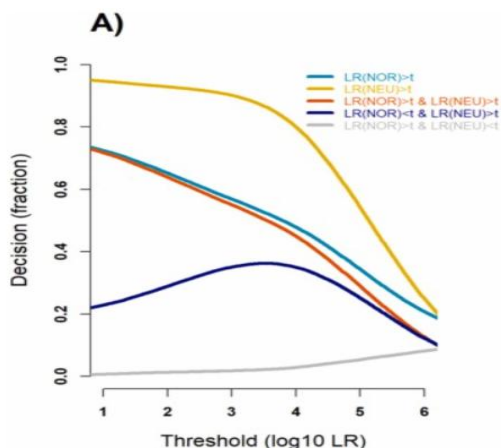 A)
LR(NOR)>t
LR(NEU)>t
LR(NOR)>t & LR(NEU)>t
LR(NOR)<t & LR(NEU)>t
LR(NOR)>t & LR(NEU)<t
Decision (fraction)
1.0
0.8
0.6
0.4
0.2
0.0
1 2 3 4 5 6
Threshold (log10 LR)